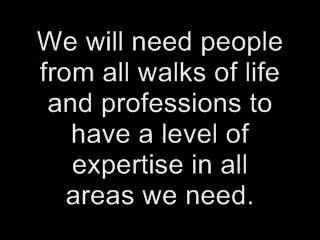 We will need people
from all walks of life
and professions to
have a level of
expertise in all
areas we need.